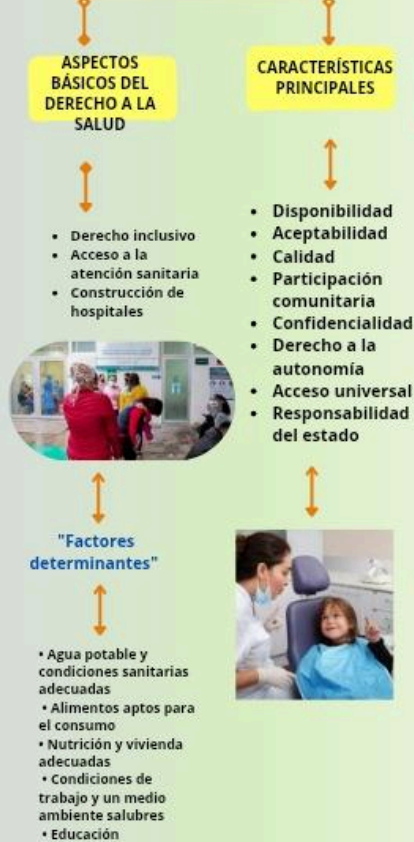 ASPECTOS
BÁSICOS DEL
DERECHO A LA
SALUD
• Derecho inclusivo
• Acceso a la
atención sanitaria
• Construcción de
hospitales
"Factores
determinantes"
• Agua potable y
condiciones sanitarias
adecuadas
• Alimentos aptos para
el consumo
• Nutrición y vivienda
adecuadas
• Condiciones de
trabajo y un medio
ambiente salubres
• Educación
CARACTERÍSTICAS
PRINCIPALES
• Disponibilidad
• Aceptabilidad
• Calidad
• Participación
comunitaria
• Confidencialidad
• Derecho a la
autonomía
• Acceso universal
• Responsabilidad
del estado